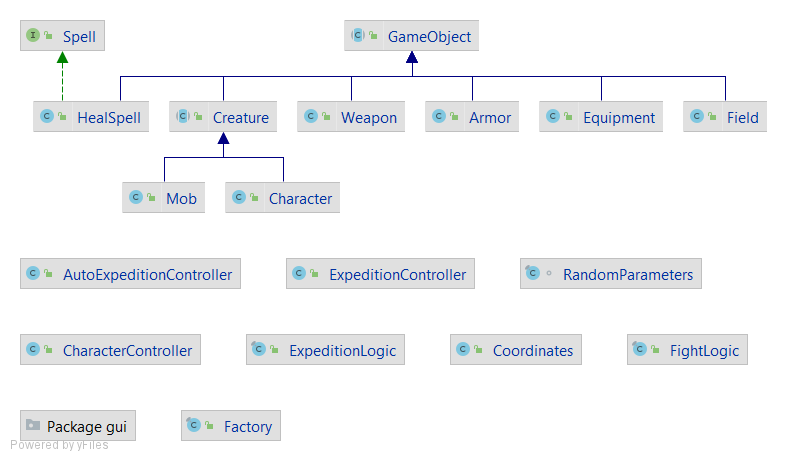 Spell GameObject
HealSpell Creature Weapon Armor Equipment Field
Mob Character
AutoExpeditionController ExpeditionController RandomParameters
CharacterController ExpeditionLogic Coordinates FightLogic
Package gui Factory
Powered by yFiles